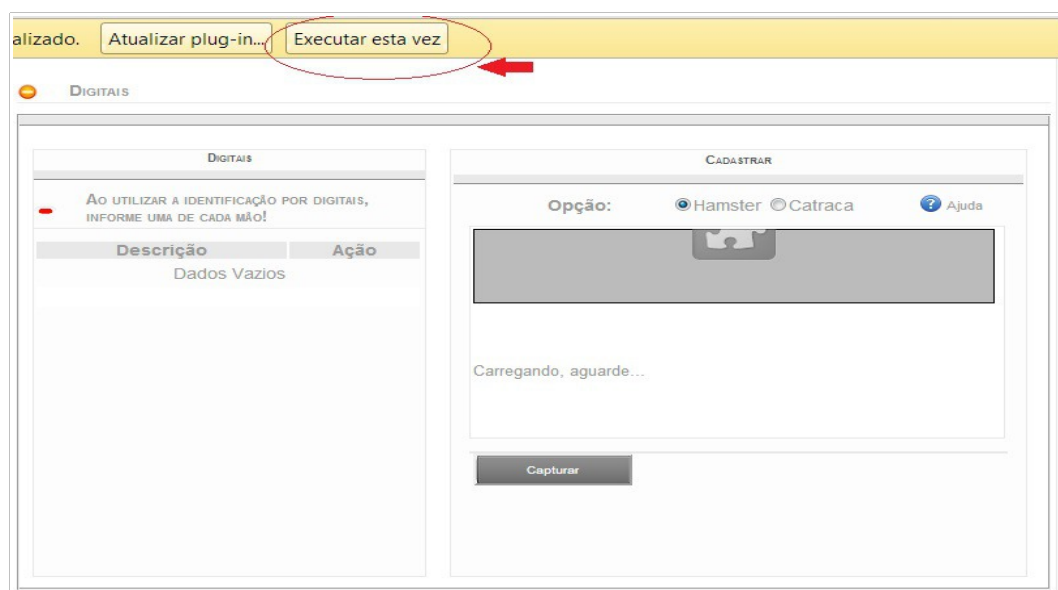 alizado. Atualizar plug-in... Executar esta vez
Digitais
Digitais
Ao utilizar a identificação por digitais,
informe uma de cada mão!
Descrição Ação
Dados Vazios
Cadastrar
Opção: Hamster Catraca Ajuda
Carregando, aguarde...
Capturar